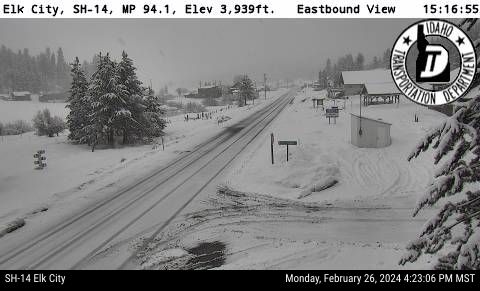 Elk City, SH-14, MP 94.1, Elev 3,939ft. Eastbound View 15:16:55
IDAHO
TRANSPORTATION DEPARTMENT
SH-14 Elk City Monday, February 26, 2024 4:23:06 PM MST